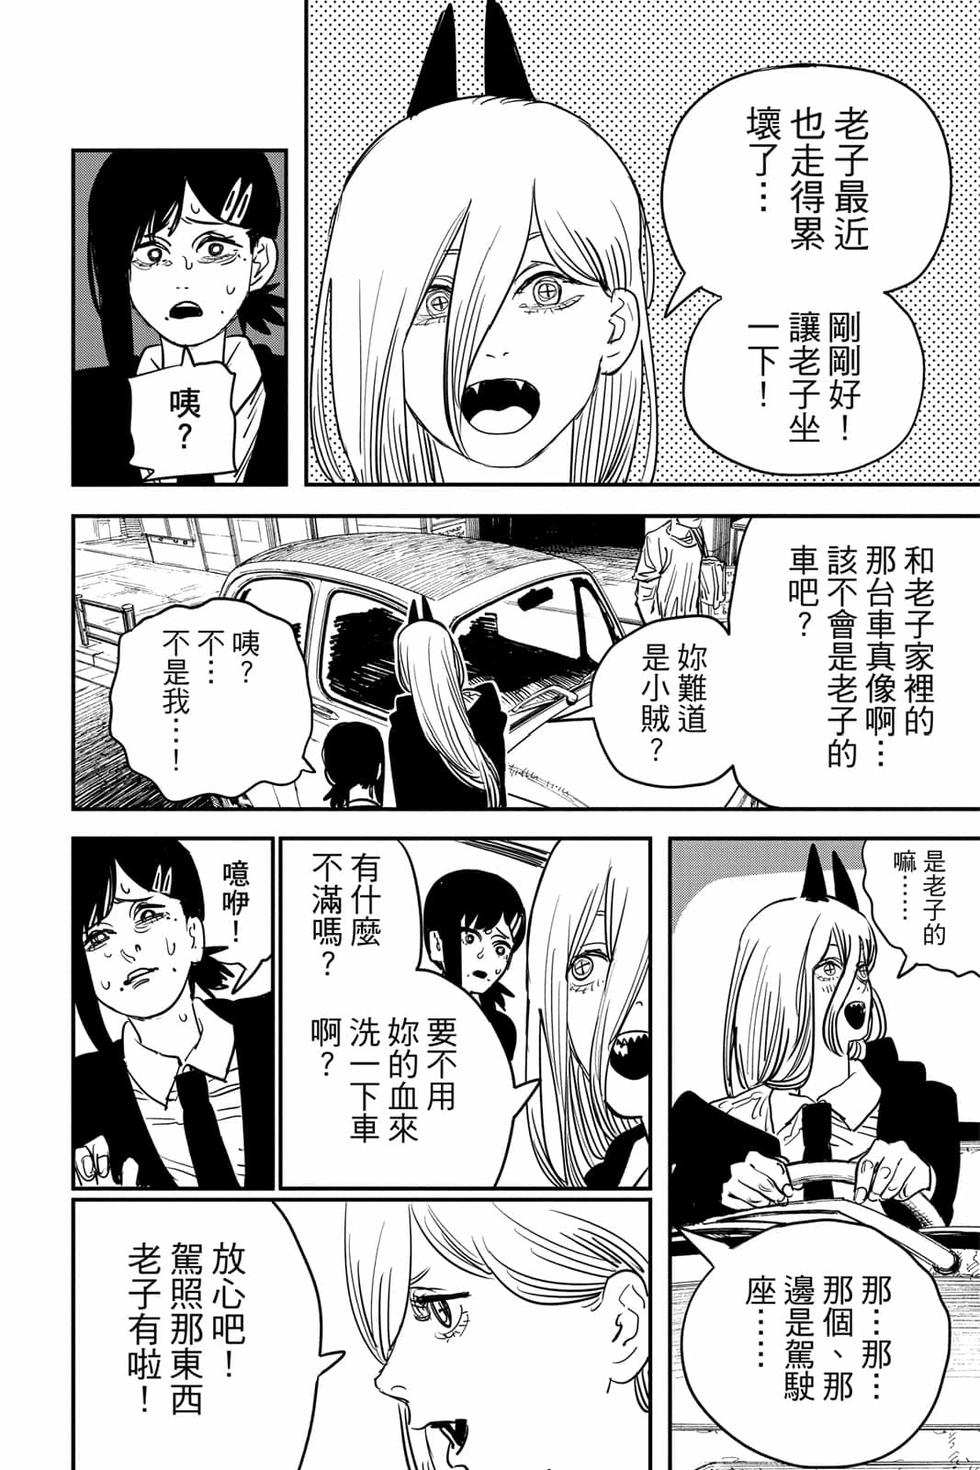 老子最近
也走得累
壞了…
剛剛好！
讓老子坐
一下！
咦？
和老子家裡的
那台車真像啊…
該不會是老子的
車吧？
妳難道
是小賊？
咦？
不…
不是我…！
是老子的
嘛……
那…那…
那個、那
邊是駕駛
座……
有什麼
不滿嗎？
要不用
妳的血來
洗一下車
啊？
噫咿！
放心吧！
駕照那東西
老子有啦！